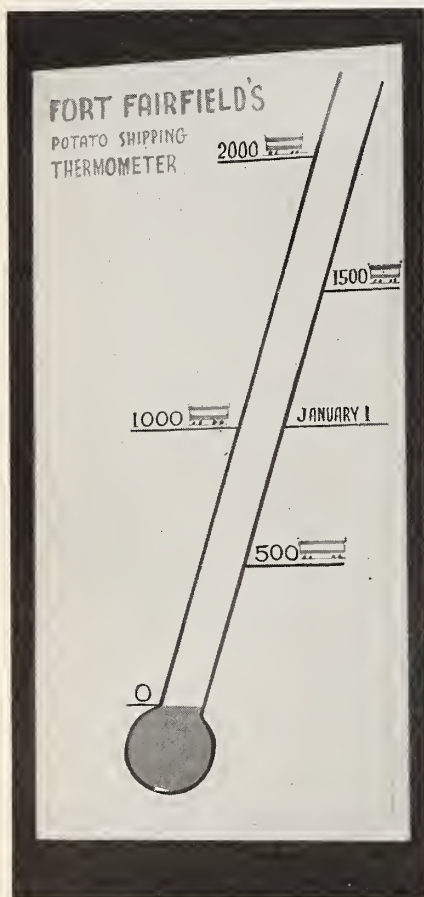 FORT FAIRFIELD'S
POTATO SHIPPING
THERMOMETER
2000
1500
1000
JANUARY 1
500
0